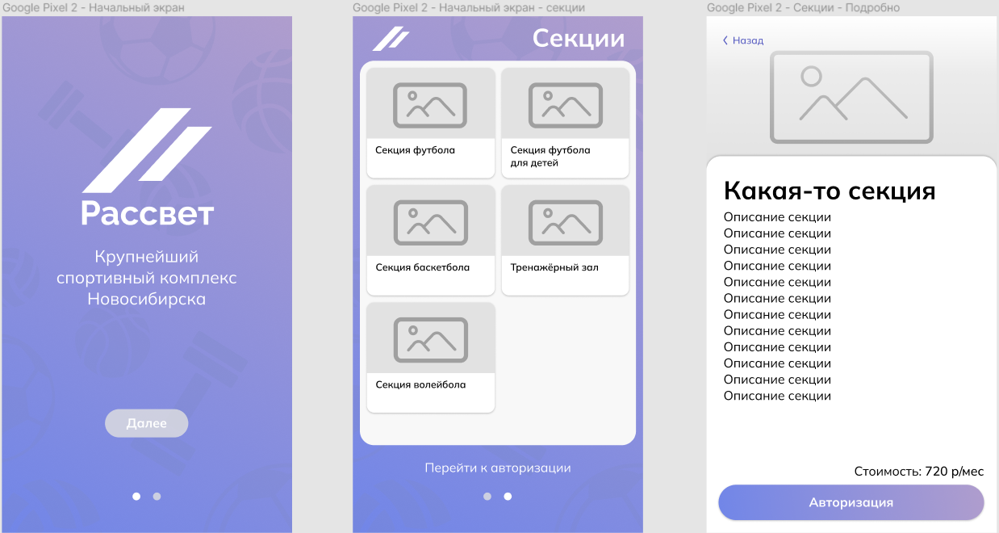 Google Pixel 2 - Начальный экран
Рассвет
Крупнейший
спортивный комплекс
Новосибирска
Далее
Google Pixel 2 - Начальный экран - секции
Секции
Секция футбола
Секция футбола
для детей
Секция баскетбола
Тренажёрный зал
Секция волейбола
Перейти к авторизации
Google Pixel 2 - Секции - Подробно
Назад
Какая-то секция
Описание секции
Описание секции
Описание секции
Описание секции
Описание секции
Описание секции
Описание секции
Описание секции
Описание секции
Описание секции
Описание секции
Описание секции
Стоимость: 720 р/мес
Авторизация